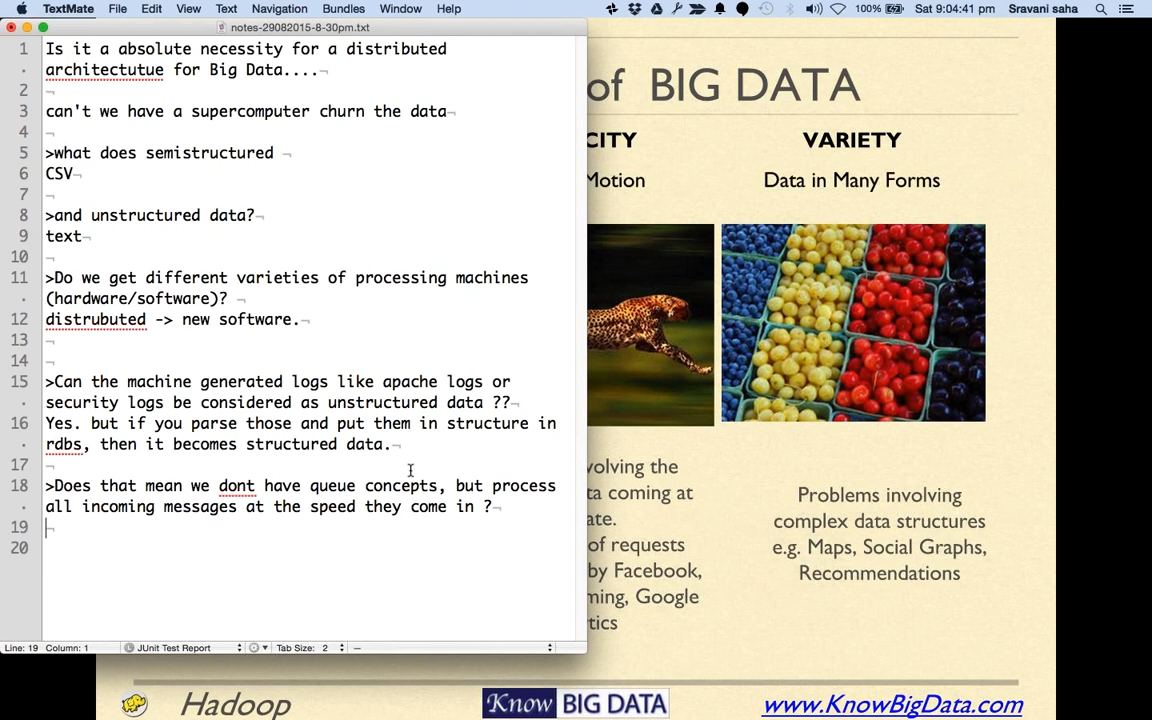 TextMate File Edit View Text Navigation Bundles Window Help 100% Sat 9:04:41 pm Sravani saha
notes-29082015-8-30pm.txt
1 Is it a absolute necessity for a distributed
architectutue for Big Data....
2
3 can't we have a supercomputer churn the data
4
5 >what does semistructured
6 CSV
7
8 >and unstructured data?
9 text
10
11 >Do we get different varieties of processing machines
(hardware/software)?
12 distrubuted -> new software.
13
14
15 >Can the machine generated logs like apache logs or
security logs be considered as unstructured data ??
16 Yes. but if you parse those and put them in structure in
rdbs, then it becomes structured data.
17
18 >Does that mean we dont have queue concepts, but process
all incoming messages at the speed they come in ?
19
20
Line: 19 Column: 1 JUnit Test Report Tab Size: 2 —
of BIG DATA
CITY
Motion
volving the
ta coming at
ate.
of requests
by Facebook,
ming, Google
tics
VARIETY
Data in Many Forms
Problems involving
complex data structures
e.g. Maps, Social Graphs,
Recommendations
Hadoop
Know BIG DATA
www.KnowBigData.com